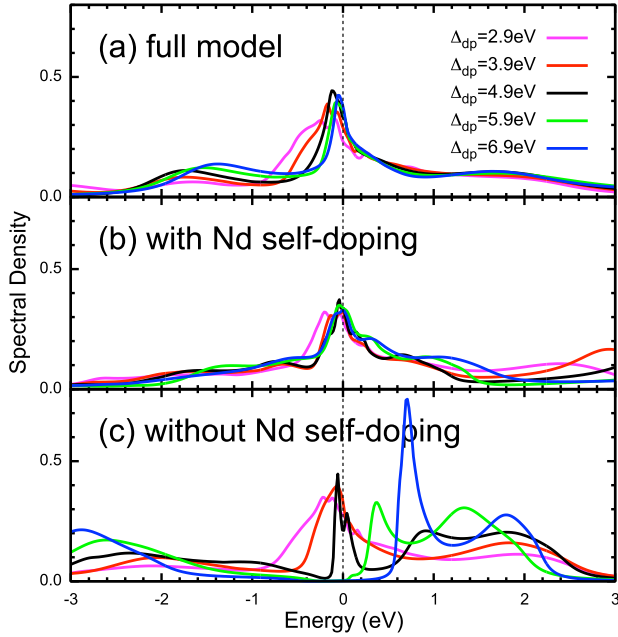 (a) full model
Δdp=2.9eV
Δdp=3.9eV
Δdp=4.9eV
Δdp=5.9eV
Δdp=6.9eV
0.5
0.0
(b) with Nd self-doping
0.5
0.0
(c) without Nd self-doping
0.5
0.0
-3 -2 -1 0 1 2 3
Energy (eV)
Spectral Density